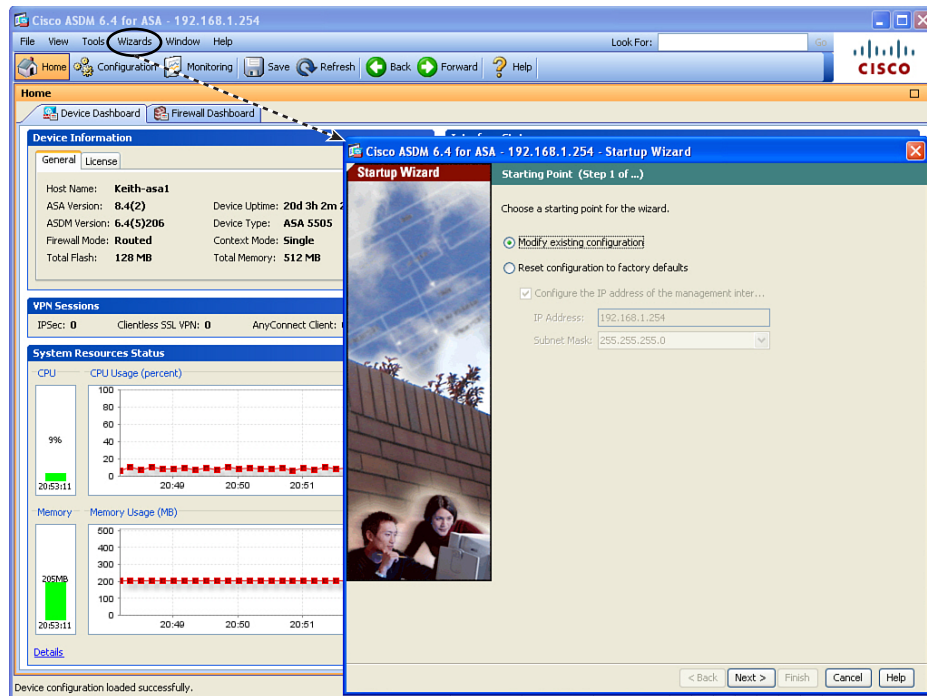 Cisco ASDM 6.4 for ASA - 192.168.1.254
File View Tools Wizards Window Help Look For: Go
Home Configuration Monitoring Save Refresh Back Forward Help
CISCO
Home
Device Dashboard Firewall Dashboard
Device Information
General License
Host Name: Keith-asa1
ASA Version: 8.4(2) Device Uptime: 20d 3h 2m
ASDM Version: 6.4(5)206 Device Type: ASA 5505
Firewall Mode: Routed Context Mode: Single
Total Flash: 128 MB Total Memory: 512 MB
VPN Sessions
IPSec: 0 Clientless SSL VPN: 0 AnyConnect Client:
System Resources Status
CPU CPU Usage (percent)
100
80
60
40
20
0
9%
20:53:11
20:49 20:50 20:51
Memory Memory Usage (MB)
500
400
300
200
100
0
205MB
20:53:11
20:49 20:50 20:51
Details
Device configuration loaded successfully.
Cisco ASDM 6.4 for ASA - 192.168.1.254 - Startup Wizard
Startup Wizard
Starting Point (Step 1 of ...)
Choose a starting point for the wizard.
Modify existing configuration
Reset configuration to factory defaults
Configure the IP address of the management inter...
IP Address: 192.168.1.254
Subnet Mask: 255.255.255.0
< Back Next > Finish Cancel Help